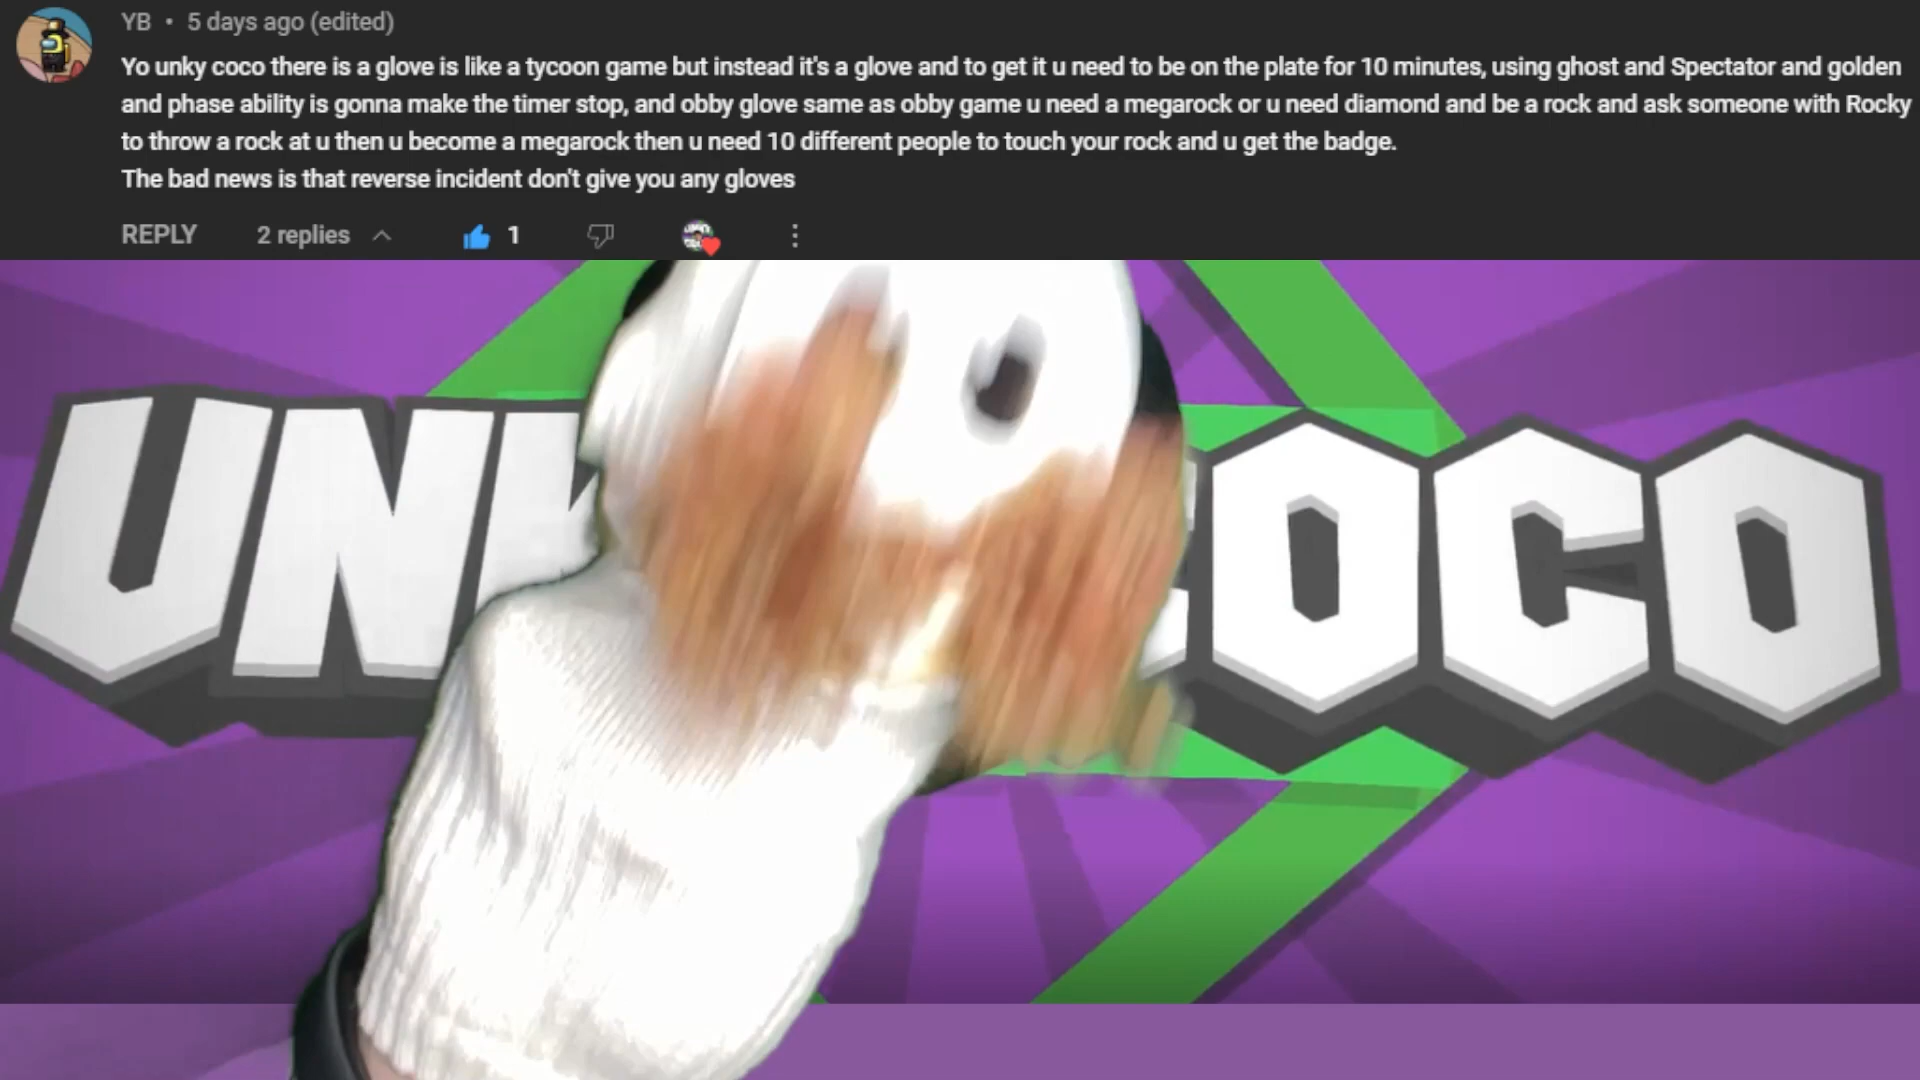 YB • 5 days ago (edited)
Yo unky coco there is a glove is like a tycoon game but instead it's a glove and to get it u need to be on the plate for 10 minutes, using ghost and Spectator and golden
and phase ability is gonna make the timer stop, and obby glove same as obby game u need a megarock or u need diamond and be a rock and ask someone with Rocky
to throw a rock at u then u become a megarock then u need 10 different people to touch your rock and u get the badge.
The bad news is that reverse incident don't give you any gloves
REPLY 2 replies 1
UNK COCO